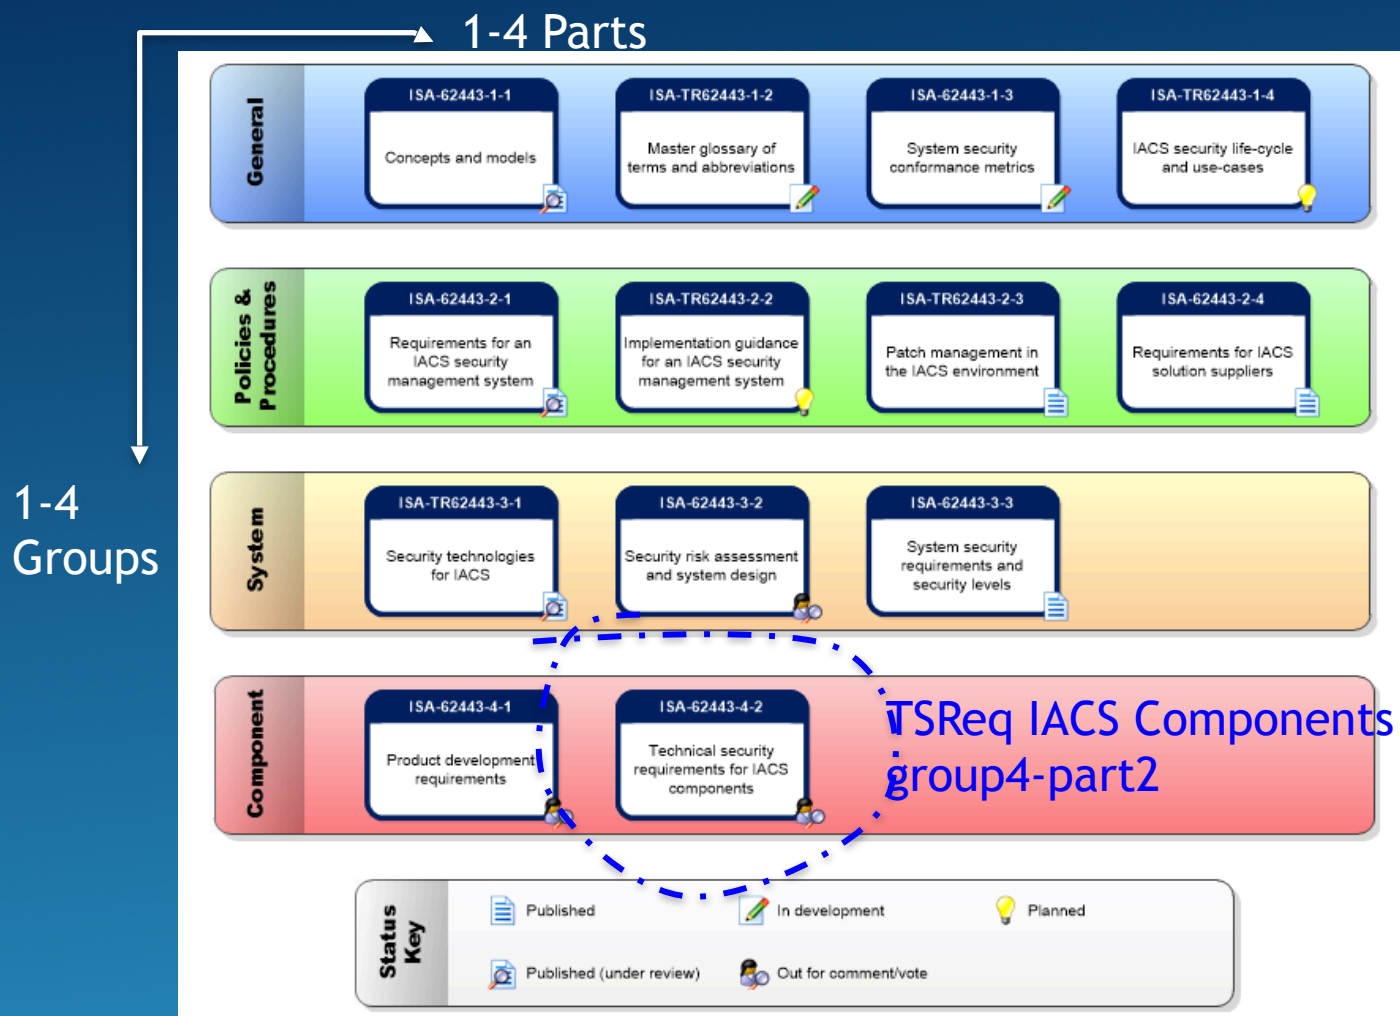 1-4 Parts
General
ISA-62443-1-1
Concepts and models
ISA-TR62443-1-2
Master glossary of
terms and abbreviations
ISA-62443-1-3
System security
conformance metrics
ISA-TR62443-1-4
IACS security life-cycle
and use-cases
Policies &
Procedures
ISA-62443-2-1
Requirements for an
IACS security
management system
ISA-TR62443-2-2
Implementation guidance
for an IACS security
management system
ISA-TR62443-2-3
Patch management in
the IACS environment
ISA-62443-2-4
Requirements for IACS
solution suppliers
1-4
Groups
System
ISA-TR62443-3-1
Security technologies
for IACS
ISA-62443-3-2
Security risk assessment
and system design
ISA-62443-3-3
System security
requirements and
security levels
Component
ISA-62443-4-1
Product development
requirements
ISA-62443-4-2
Technical security
requirements for IACS
components
TSReq IACS Components
group4-part2
Status
Key
Published
In development
Planned
Published (under review)
Out for comment/vote